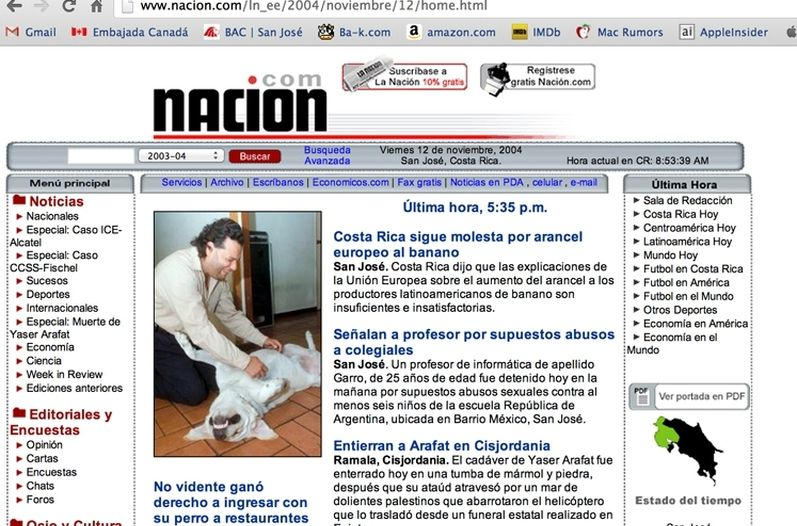 www.nacion.com/ln_ee/2004/noviembre/12/home.html
Gmail
Embajada Canadá
BAC | San José
Ba-k.com
amazon.com
IMDb
Mac Rumors
ai AppleInsider
.com
nacion
LA NACION
Suscríbase a
La Nación 10% gratis
Regístrese
gratis Nación.com
2003-04
Buscar
Busqueda
Avanzada
Viernes 12 de noviembre, 2004
San José, Costa Rica.
Hora actual en CR: 8:53:39 AM
Menú principal
Servicios | Archivo | Escríbanos | Economicos.com | Fax gratis | Noticias en PDA , celular , e-mail
Última Hora
Noticias
Nacionales
Especial: Caso ICE-
Alcatel
Especial: Caso
CCSS-Fischel
Sucesos
Deportes
Internacionales
Especial: Muerte de
Yaser Arafat
Economía
Ciencia
Week in Review
Ediciones anteriores
Editoriales y
Encuestas
Opinión
Cartas
Encuestas
Chats
Foros
Ocio y Cultura
No vidente ganó
derecho a ingresar con
su perro a restaurantes
Última hora, 5:35 p.m.
Costa Rica sigue molesta por arancel
europeo al banano
San José. Costa Rica dijo que las explicaciones de
la Unión Europea sobre el aumento del arancel a los
productores latinoamericanos de banano son
insuficientes e insatisfactorias.
Señalan a profesor por supuestos abusos
a colegiales
San José. Un profesor de informática de apellido
Garro, de 25 años de edad fue detenido hoy en la
mañana por supuestos abusos sexuales contra al
menos seis niños de la escuela República de
Argentina, ubicada en Barrio México, San José.
Entierran a Arafat en Cisjordania
Ramala, Cisjordania. El cadáver de Yaser Arafat fue
enterrado hoy en una tumba de mármol y piedra,
después que su ataúd atravesó por un mar de
dolientes palestinos que abarrotaron el helicóptero
que lo trasladó desde un funeral estatal realizado en
Sala de Redacción
Costa Rica Hoy
Centroamérica Hoy
Latinoamérica Hoy
Mundo Hoy
Futbol en Costa Rica
Futbol en América
Futbol en el Mundo
Otros Deportes
Economía en América
Economía en el
Mundo
PDF
Ver portada en PDF
Estado del tiempo
San José